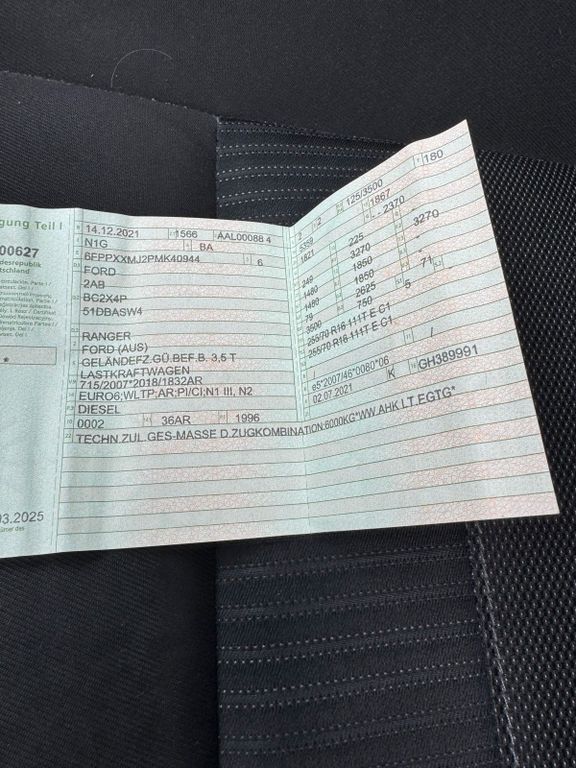 gung Teil I
00627
14.12.2021 1566 AAL00088 4
N1G BA
6FPPXXMJ2PMK40944 6
FORD
2AB
BC2X4P
51DBASW4
RANGER
FORD (AUS)
GELÄNDEFZ.GÜ.BEF.B. 3,5 T
LASTKRAFTWAGEN
715/2007*2018/1832AR
EURO6;WLTP;AR;PI/CI;N1 III, N2
DIESEL
0002 36AR 1996
TECHN.ZUL.GES-MASSE D.ZUGKOMBINATION:6000KG*WW.AHK LT.EGTG*
2 2 125/3500 180
5359 1867
1821 - - 2370
225
249 3270 3270
1480 1850
1480 1850 -
79 2625 71
3500 750 5
255/70 R16 111T E C1
255/70 R16 111T E C1
/ /
e5*2007/46*0080*06
02.07.2021 K GH389991
*
03.2025